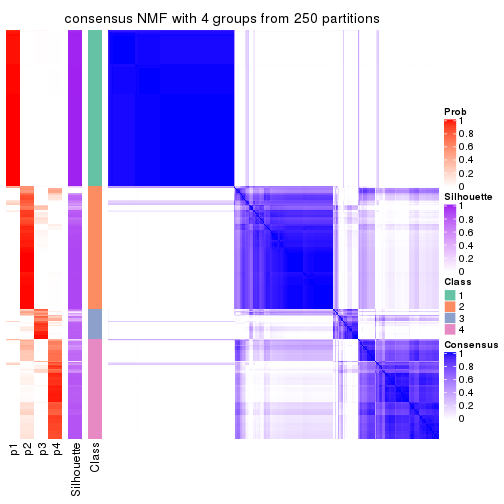 consensus NMF with 4 groups from 250 partitions
Prob
1
0.8
0.6
0.4
0.2
0
Silhouette
1
0.8
0.6
0.4
0.2
0
Class
1
2
3
4
Consensus
1
0.8
0.6
0.4
0.2
0
p1
p2
p3
p4
Silhouette
Class